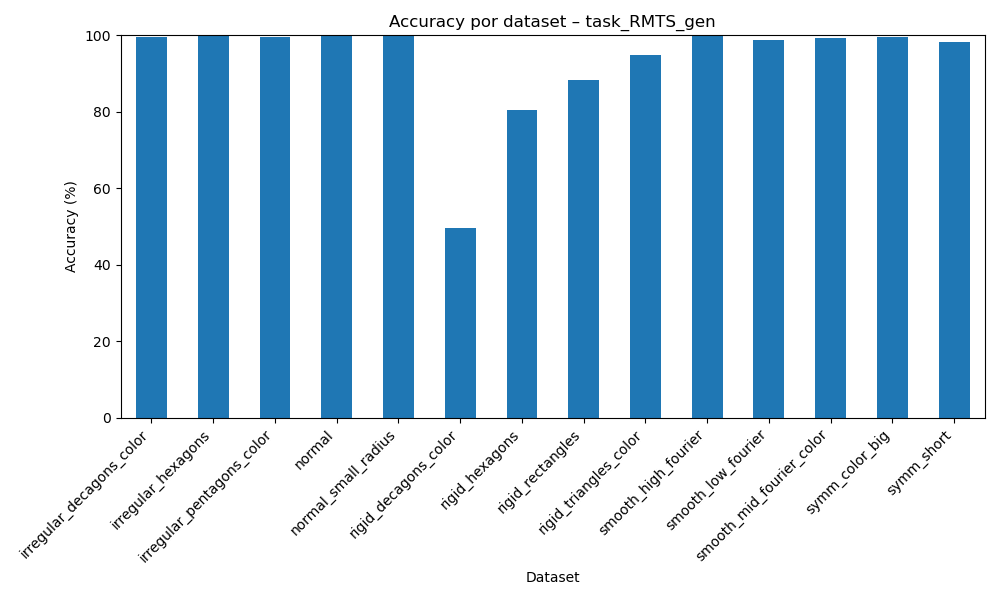 Accuracy por dataset – task_RMTS_gen
Accuracy (%)
100
80
60
40
20
0
irregular_decagons_color
irregular_hexagons
irregular_pentagons_color
normal
normal_small_radius
rigid_decagons_color
rigid_hexagons
rigid_rectangles
rigid_triangles_color
smooth_high_fourier
smooth_low_fourier
smooth_mid_fourier_color
symm_color_big
symm_short
Dataset